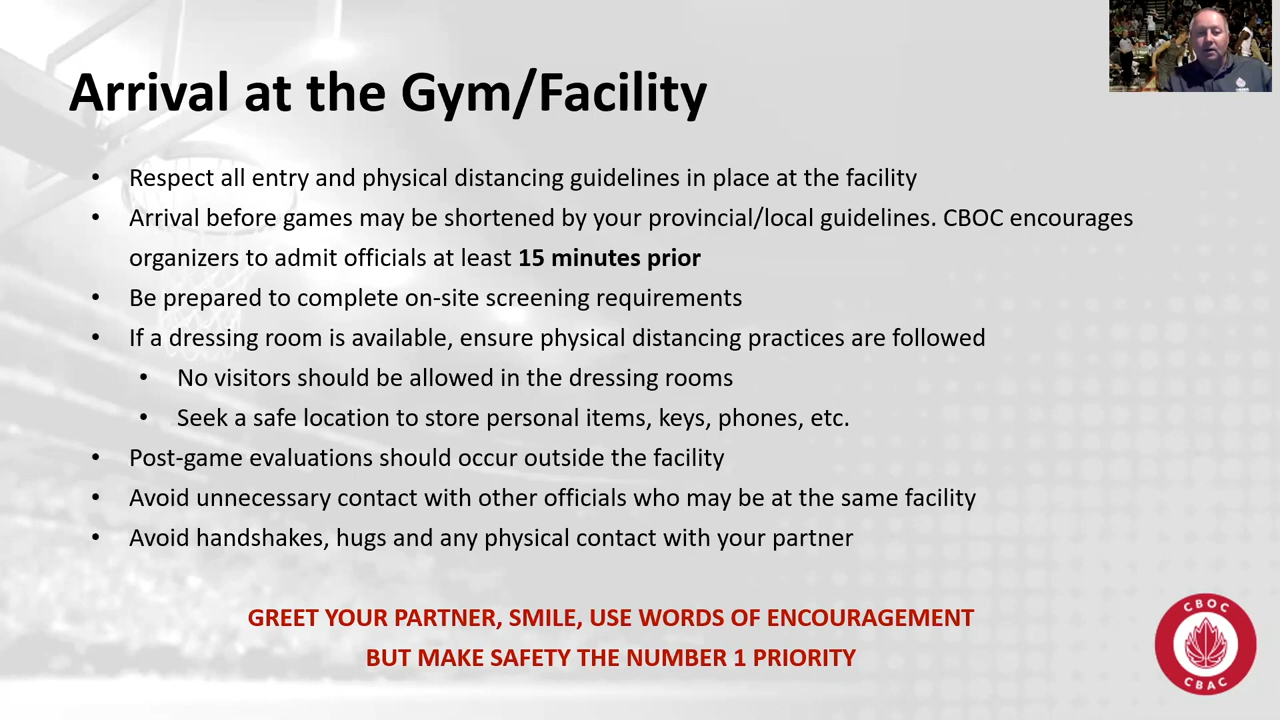 Arrival at the Gym/Facility
• Respect all entry and physical distancing guidelines in place at the facility
• Arrival before games may be shortened by your provincial/local guidelines. CBOC encourages
organizers to admit officials at least 15 minutes prior
• Be prepared to complete on-site screening requirements
• If a dressing room is available, ensure physical distancing practices are followed
• No visitors should be allowed in the dressing rooms
• Seek a safe location to store personal items, keys, phones, etc.
• Post-game evaluations should occur outside the facility
• Avoid unnecessary contact with other officials who may be at the same facility
• Avoid handshakes, hugs and any physical contact with your partner
GREET YOUR PARTNER, SMILE, USE WORDS OF ENCOURAGEMENT
BUT MAKE SAFETY THE NUMBER 1 PRIORITY
CBOC
CBAC